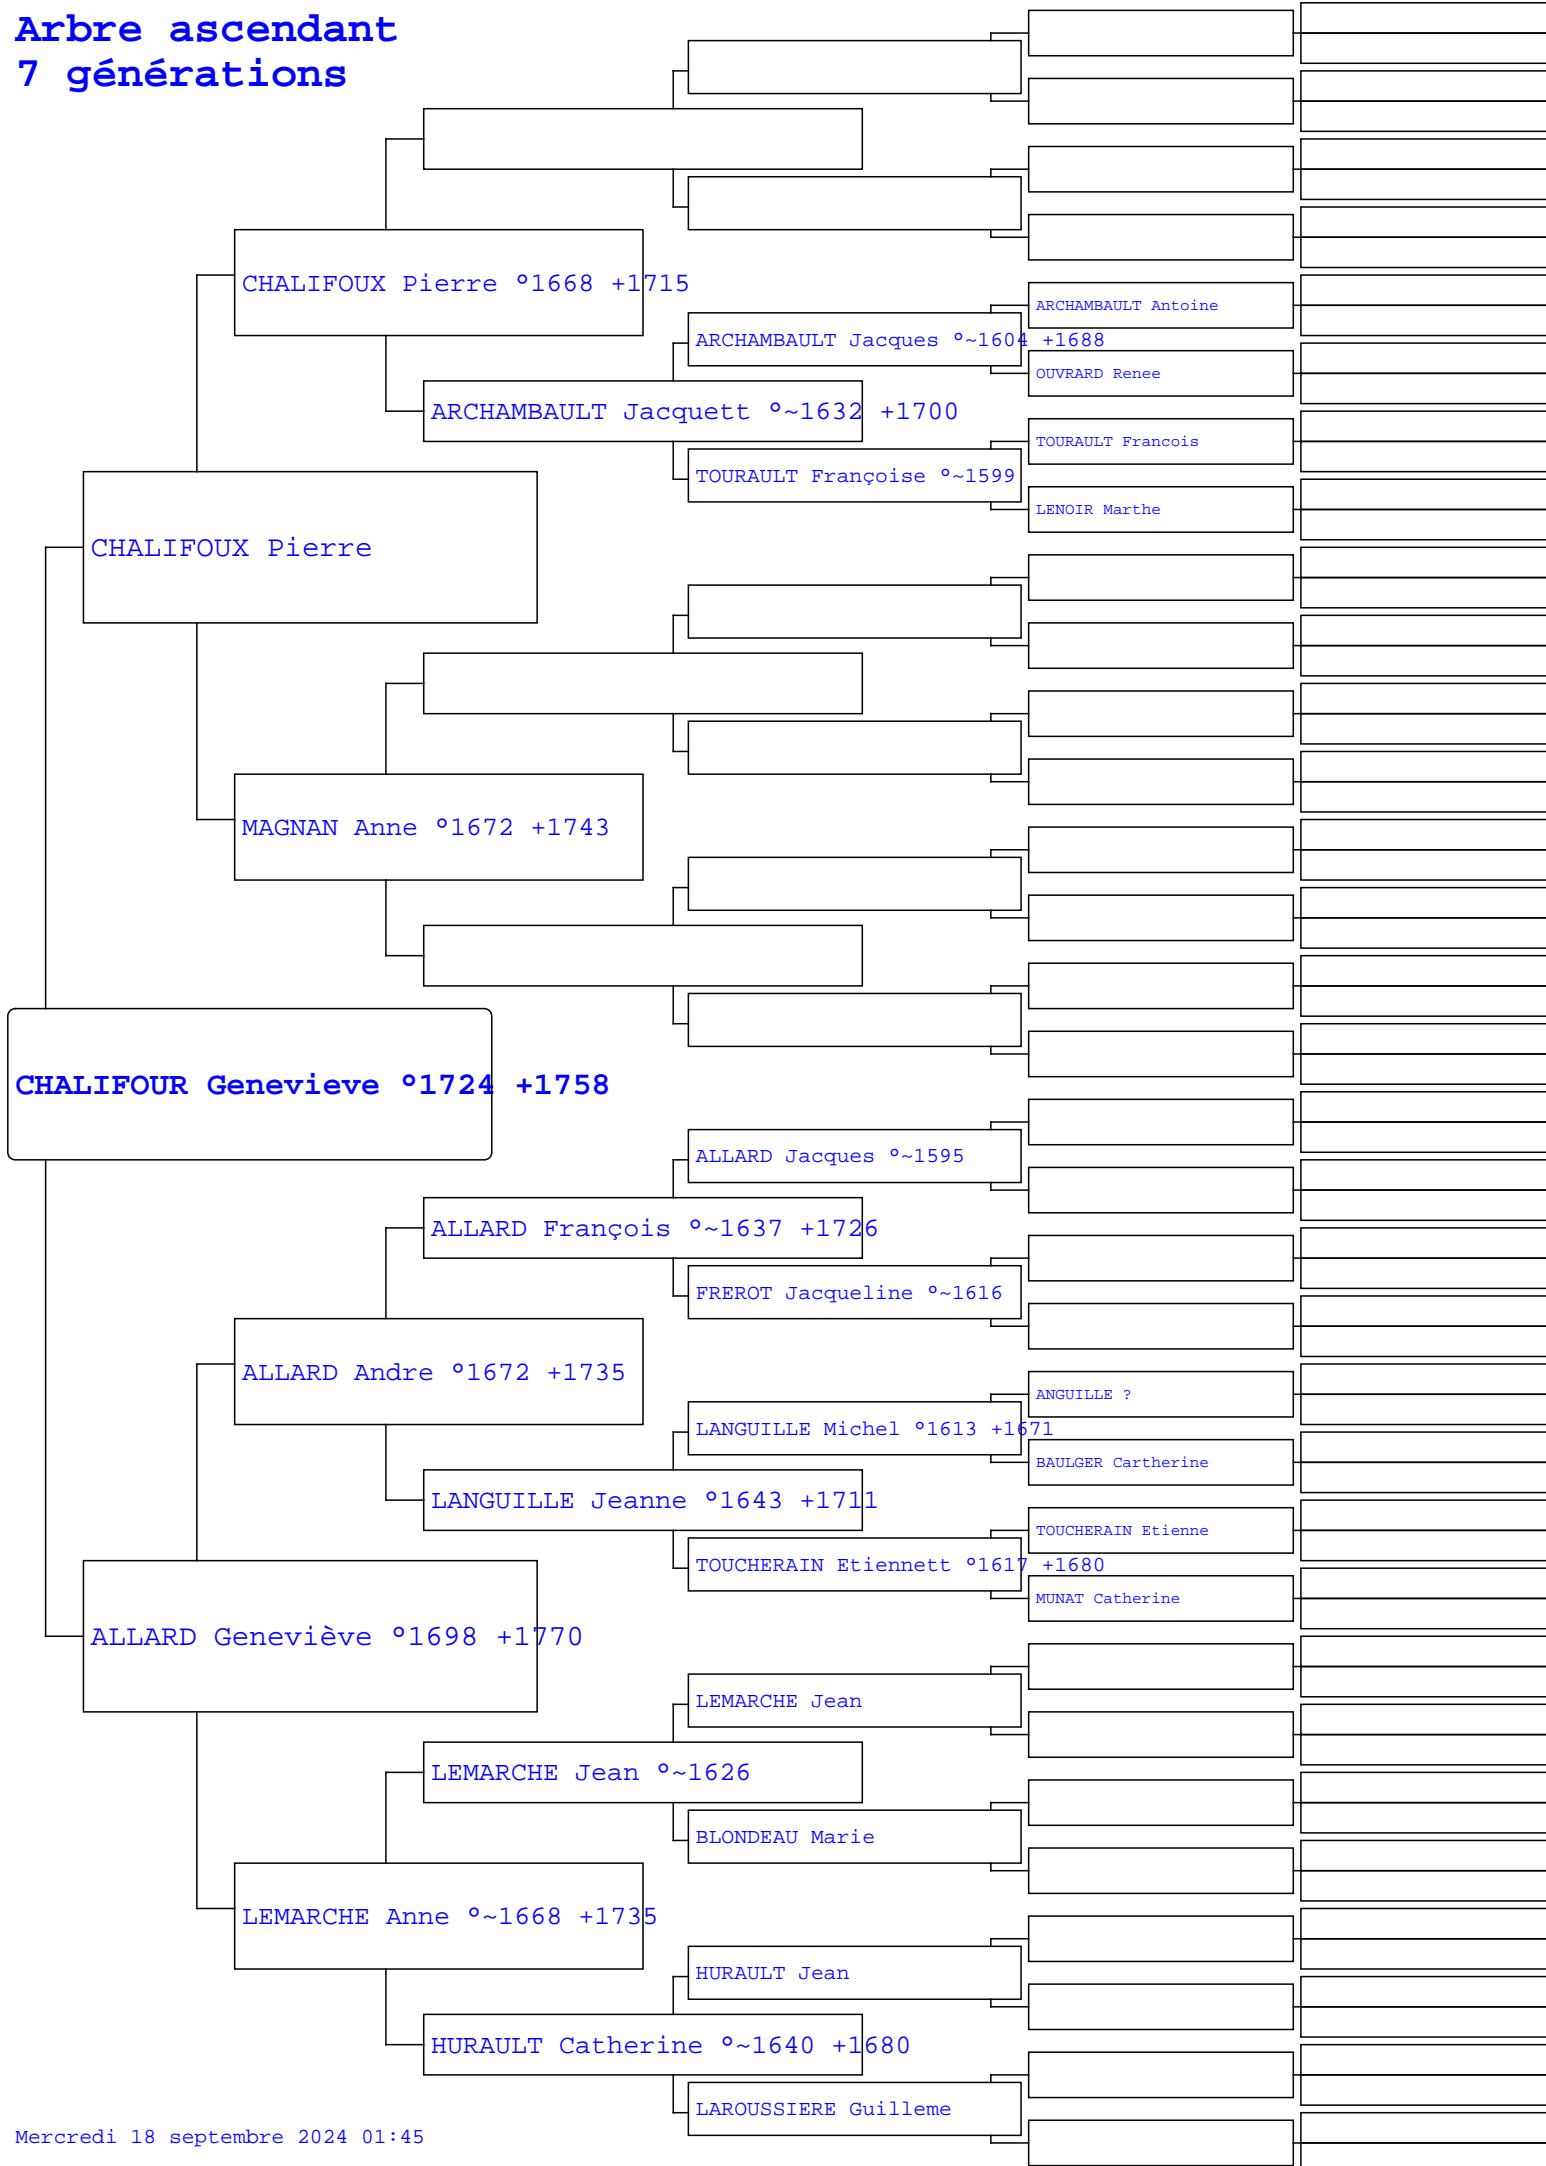 Arbre ascendant
7 générations
CHALIFOUX Pierre °1668 +1715
ARCHAMBAULT Antoine
ARCHAMBAULT Jacques °~1604 +1688
OUVRARD Renee
ARCHAMBAULT Jacquett °~1632 +1700
TOURAULT Francois
TOURAULT Françoise °~1599
LENOIR Marthe
CHALIFOUX Pierre
MAGNAN Anne °1672 +1743
CHALIFOUR Genevieve °1724 +1758
ALLARD Jacques °~1595
ALLARD François °~1637 +1726
FREROT Jacqueline °~1616
ALLARD Andre °1672 +1735
ANGUILLE ?
LANGUILLE Michel °1613 +1671
BAULGER Cartherine
LANGUILLE Jeanne °1643 +1711
TOUCHERAIN Etienne
TOUCHERAIN Etiennett °1617 +1680
MUNAT Catherine
ALLARD Geneviève °1698 +1770
LEMARCHE Jean
LEMARCHE Jean °~1626
BLONDEAU Marie
LEMARCHE Anne °~1668 +1735
HURAULT Jean
HURAULT Catherine °~1640 +1680
LAROUSSIERE Guilleme
Mercredi 18 septembre 2024 01:45